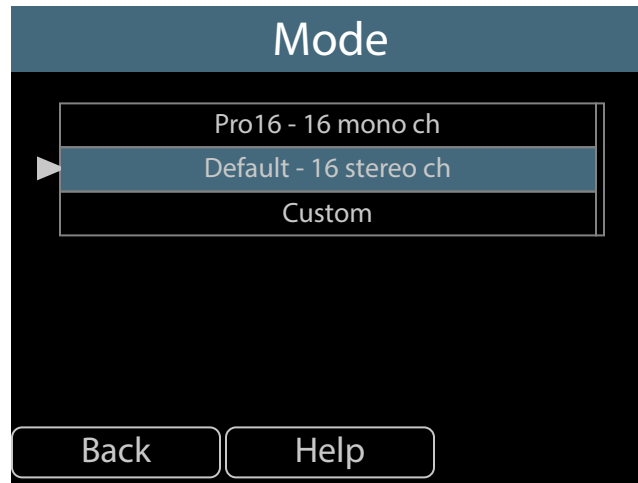 Mode
Pro16 - 16 mono ch
Default - 16 stereo ch
Custom
Back
Help